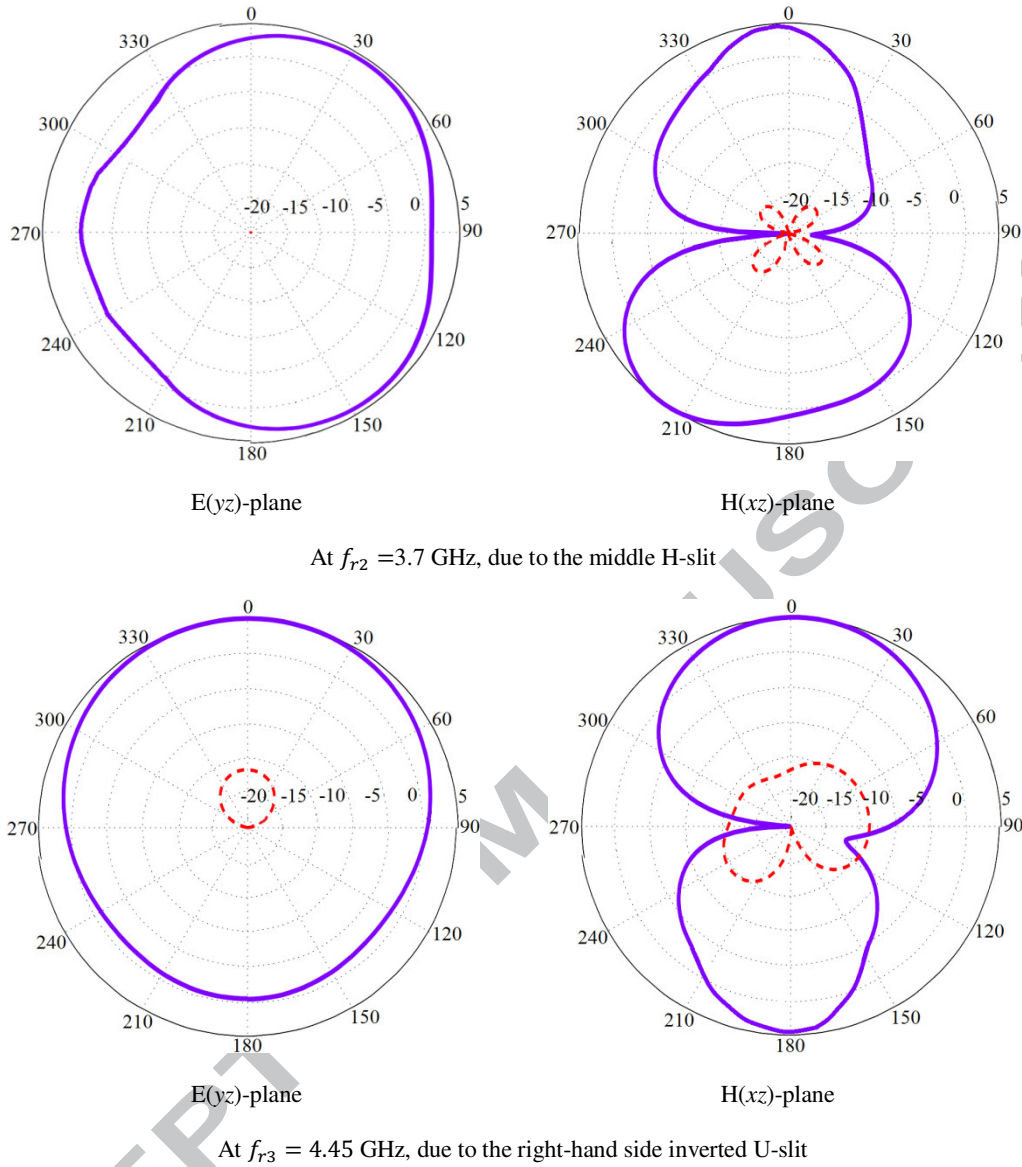 0 0
330 30 330 30
300 60 300 60
-20 -15 -10 -5 0 5 -20 -15 -10 -5 0 5
270 90 270 90
240 120 240 120
210 150 210 150
180 180
E(yz)-plane H(xz)-plane
At fr2 =3.7 GHz, due to the middle H-slit
0 0
330 30 330 30
300 60 300 60
-20 -15 -10 -5 0 5 -20 -15 -10 -5 0 5
270 90 270 90
240 120 240 120
210 150 210 150
180 180
E(yz)-plane H(xz)-plane
At fr3 = 4.45 GHz, due to the right-hand side inverted U-slit